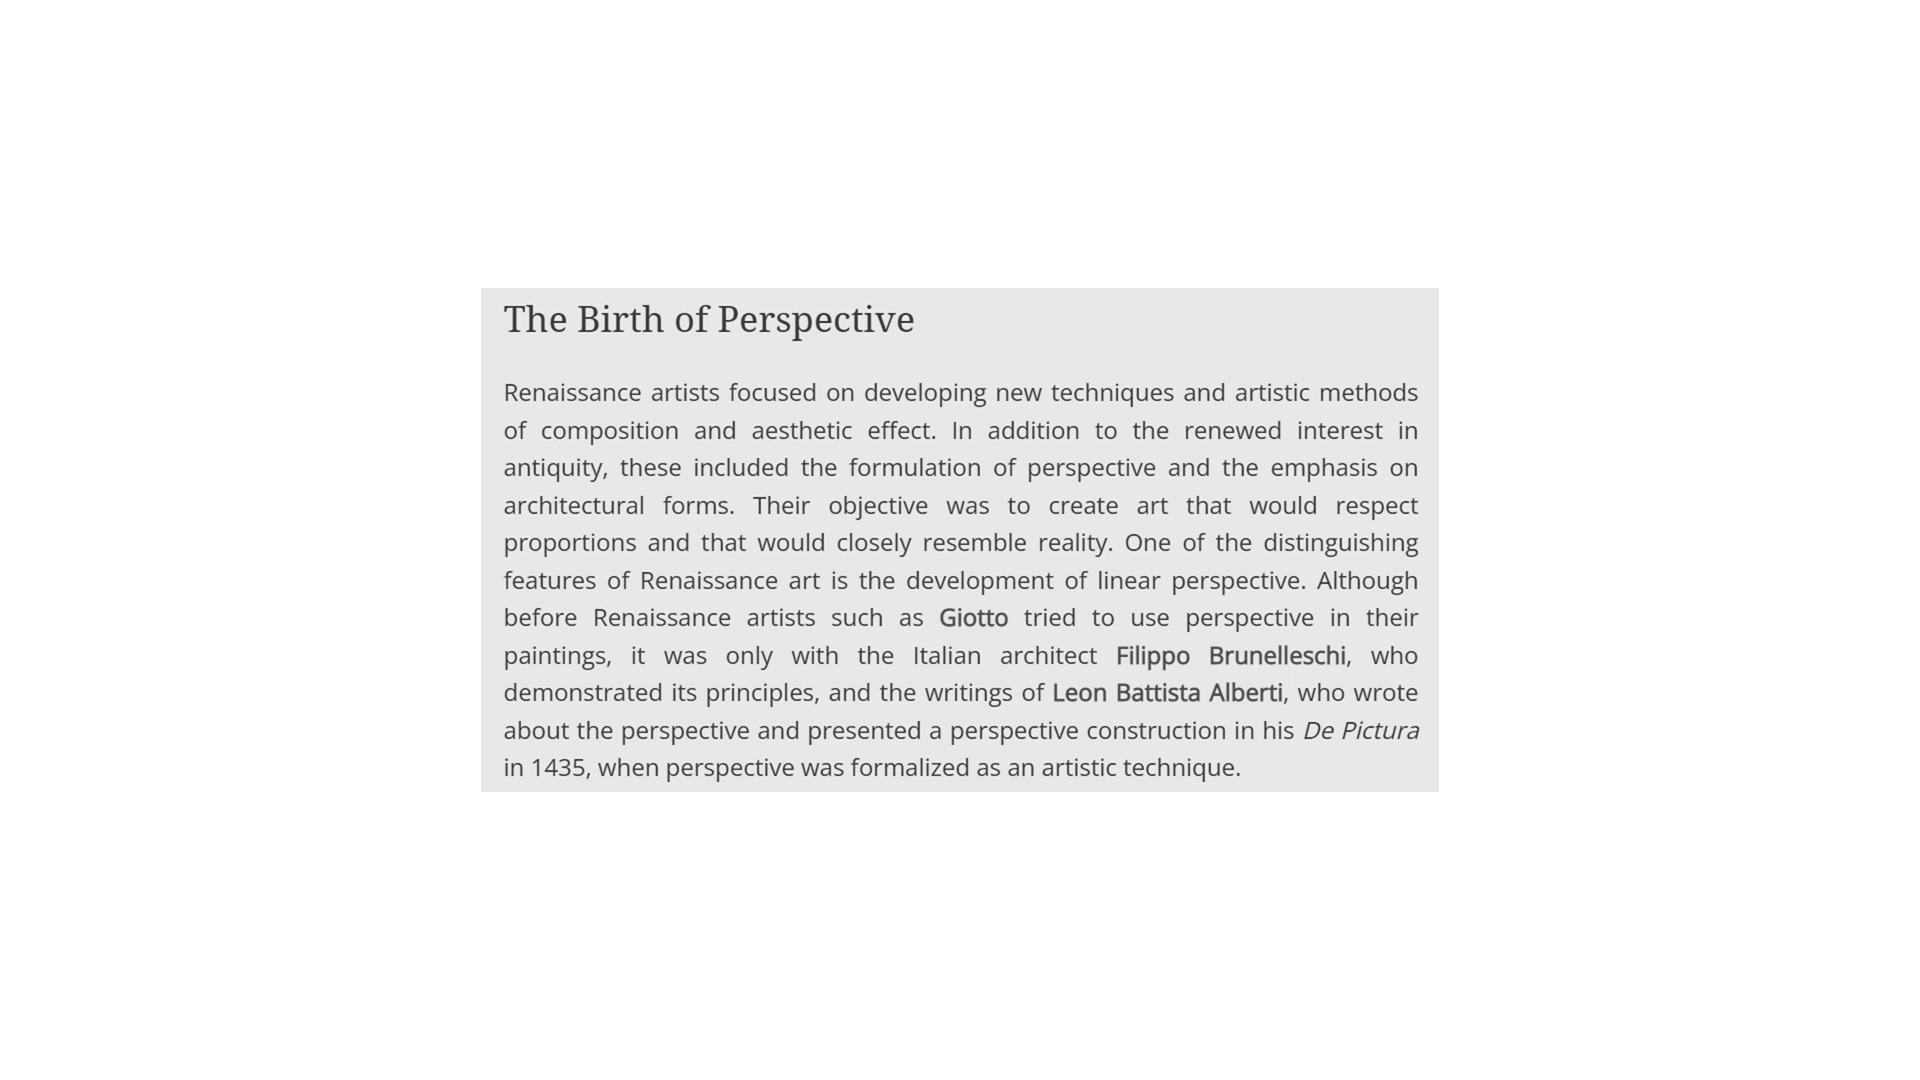 The Birth of Perspective
Renaissance artists focused on developing new techniques and artistic methods
of composition and aesthetic effect. In addition to the renewed interest in
antiquity, these included the formulation of perspective and the emphasis on
architectural forms. Their objective was to create art that would respect
proportions and that would closely resemble reality. One of the distinguishing
features of Renaissance art is the development of linear perspective. Although
before Renaissance artists such as Giotto tried to use perspective in their
paintings, it was only with the Italian architect Filippo Brunelleschi, who
demonstrated its principles, and the writings of Leon Battista Alberti, who wrote
about the perspective and presented a perspective construction in his De Pictura
in 1435, when perspective was formalized as an artistic technique.